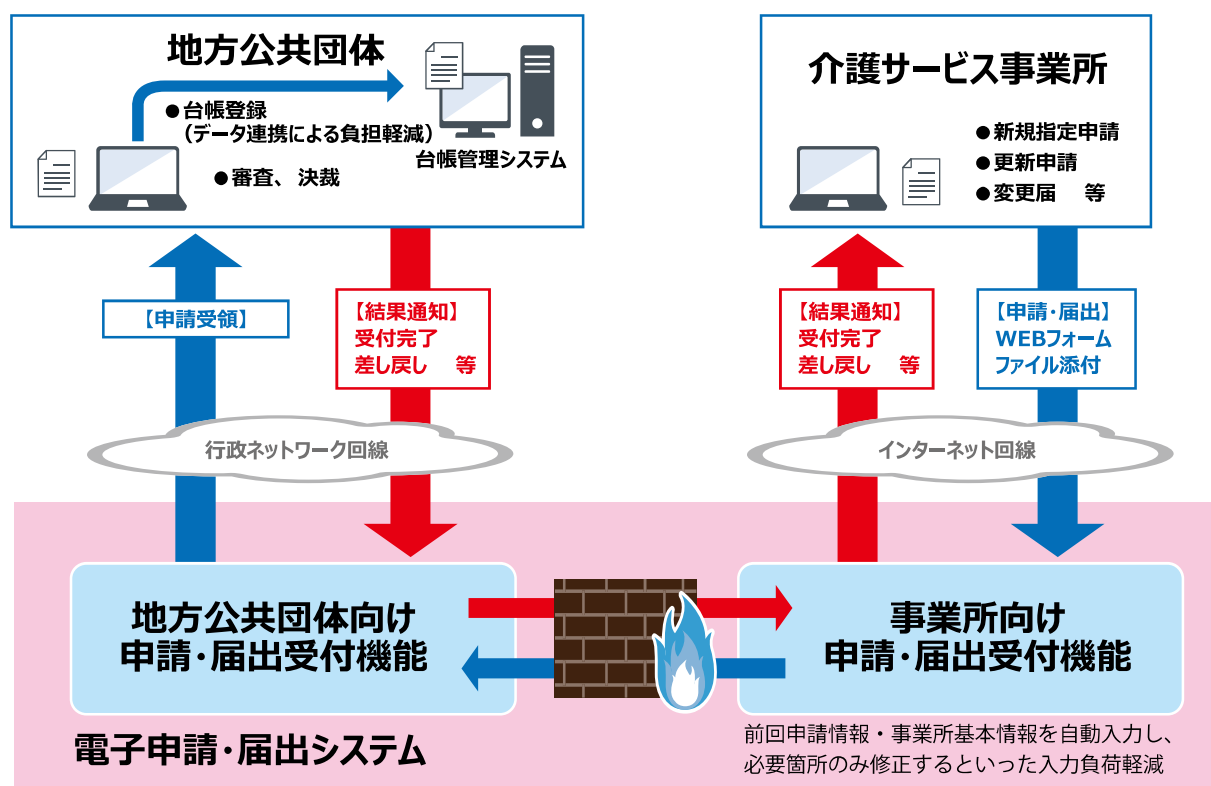 地方公共団体
●台帳登録
（データ連携による負担軽減）
台帳管理システム
●審査、決裁
介護サービス事業所
●新規指定申請
●更新申請
●変更届　等
【申請受領】
【結果通知】
受付完了
差し戻し　等
【結果通知】
受付完了
差し戻し　等
【申請・届出】
WEBフォーム
ファイル添付
行政ネットワーク回線
インターネット回線
地方公共団体向け
申請・届出受付機能
事業所向け
申請・届出受付機能
電子申請・届出システム
前回申請情報・事業所基本情報を自動入力し、
必要箇所のみ修正するといった入力負荷軽減